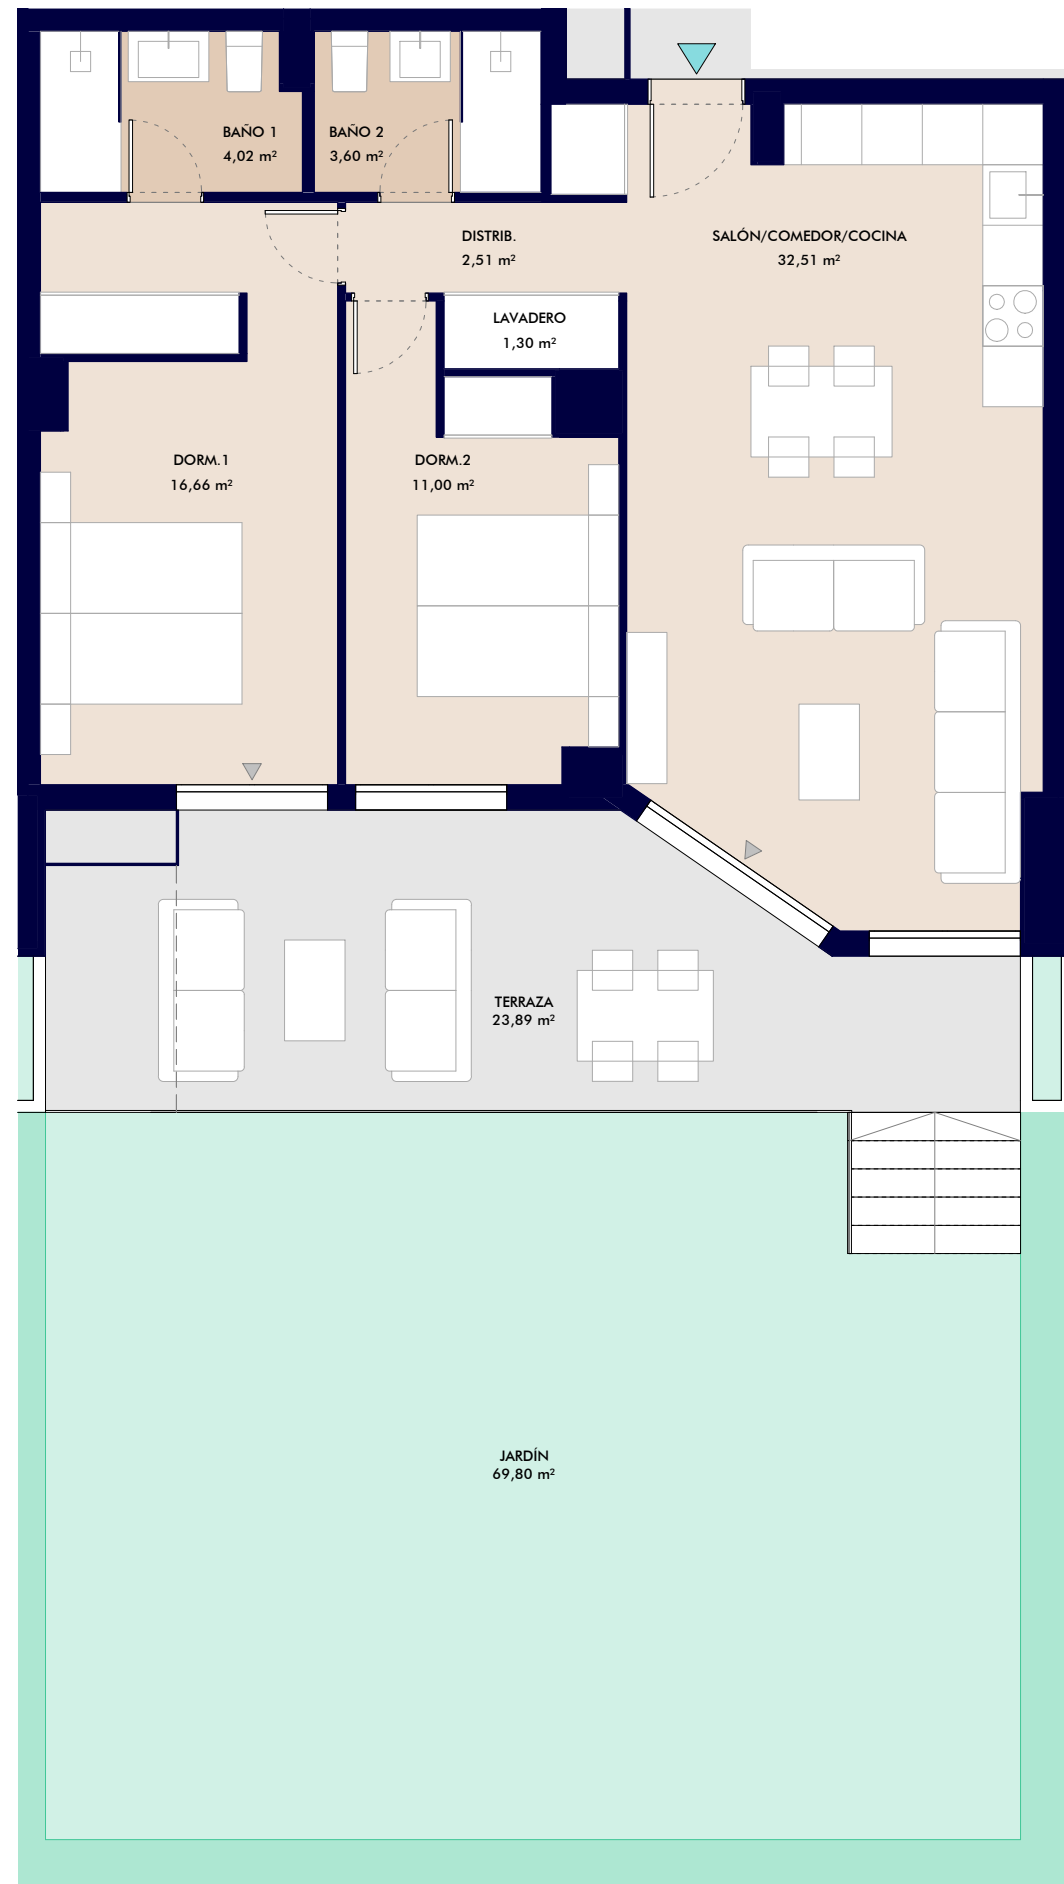 BAÑO 1
4,02 m²
BAÑO 2
3,60 m²
DISTRIB.
2,51 m²
SALÓN/COMEDOR/COCINA
32,51 m²
LAVADERO
1,30 m²
DORM.1
16,66 m²
DORM.2
11,00 m²
TERRAZA
23,89 m²
JARDÍN
69,80 m²